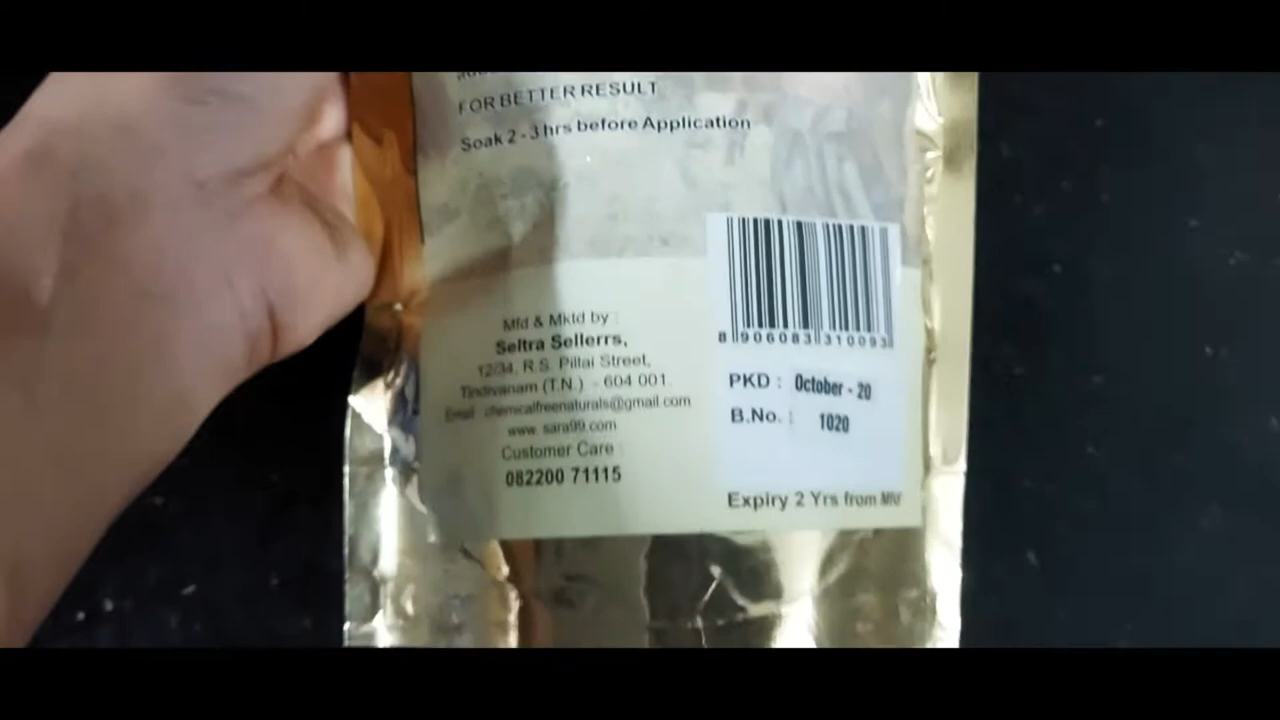 FOR BETTER RESULT
Soak 2 - 3 hrs before Application
Mfd & Mktd by :
Seltra Sellerrs,
12/34, R.S. Pillai Street,
Tindivanam (T.N.) - 604 001.
Email : chemicalfreenaturals@gmail.com
www. sara99.com
Customer Care :
082200 71115
8 906083 310093
PKD : October - 20
B.No. : 1020
Expiry 2 Yrs from Mfd